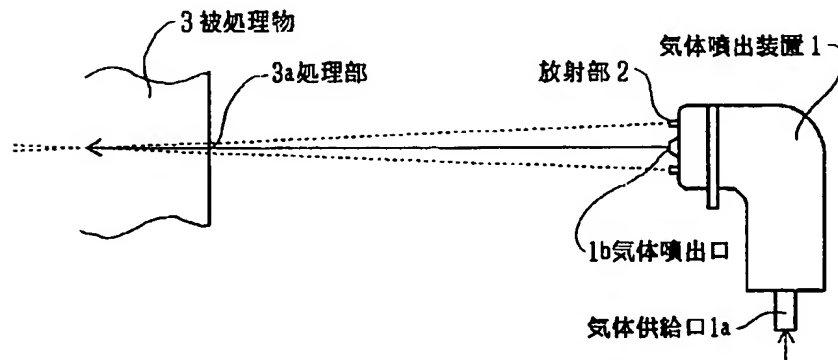 3被処理物
気体噴出装置1
3a処理部
放射部2
1b気体噴出口
気体供給口1a